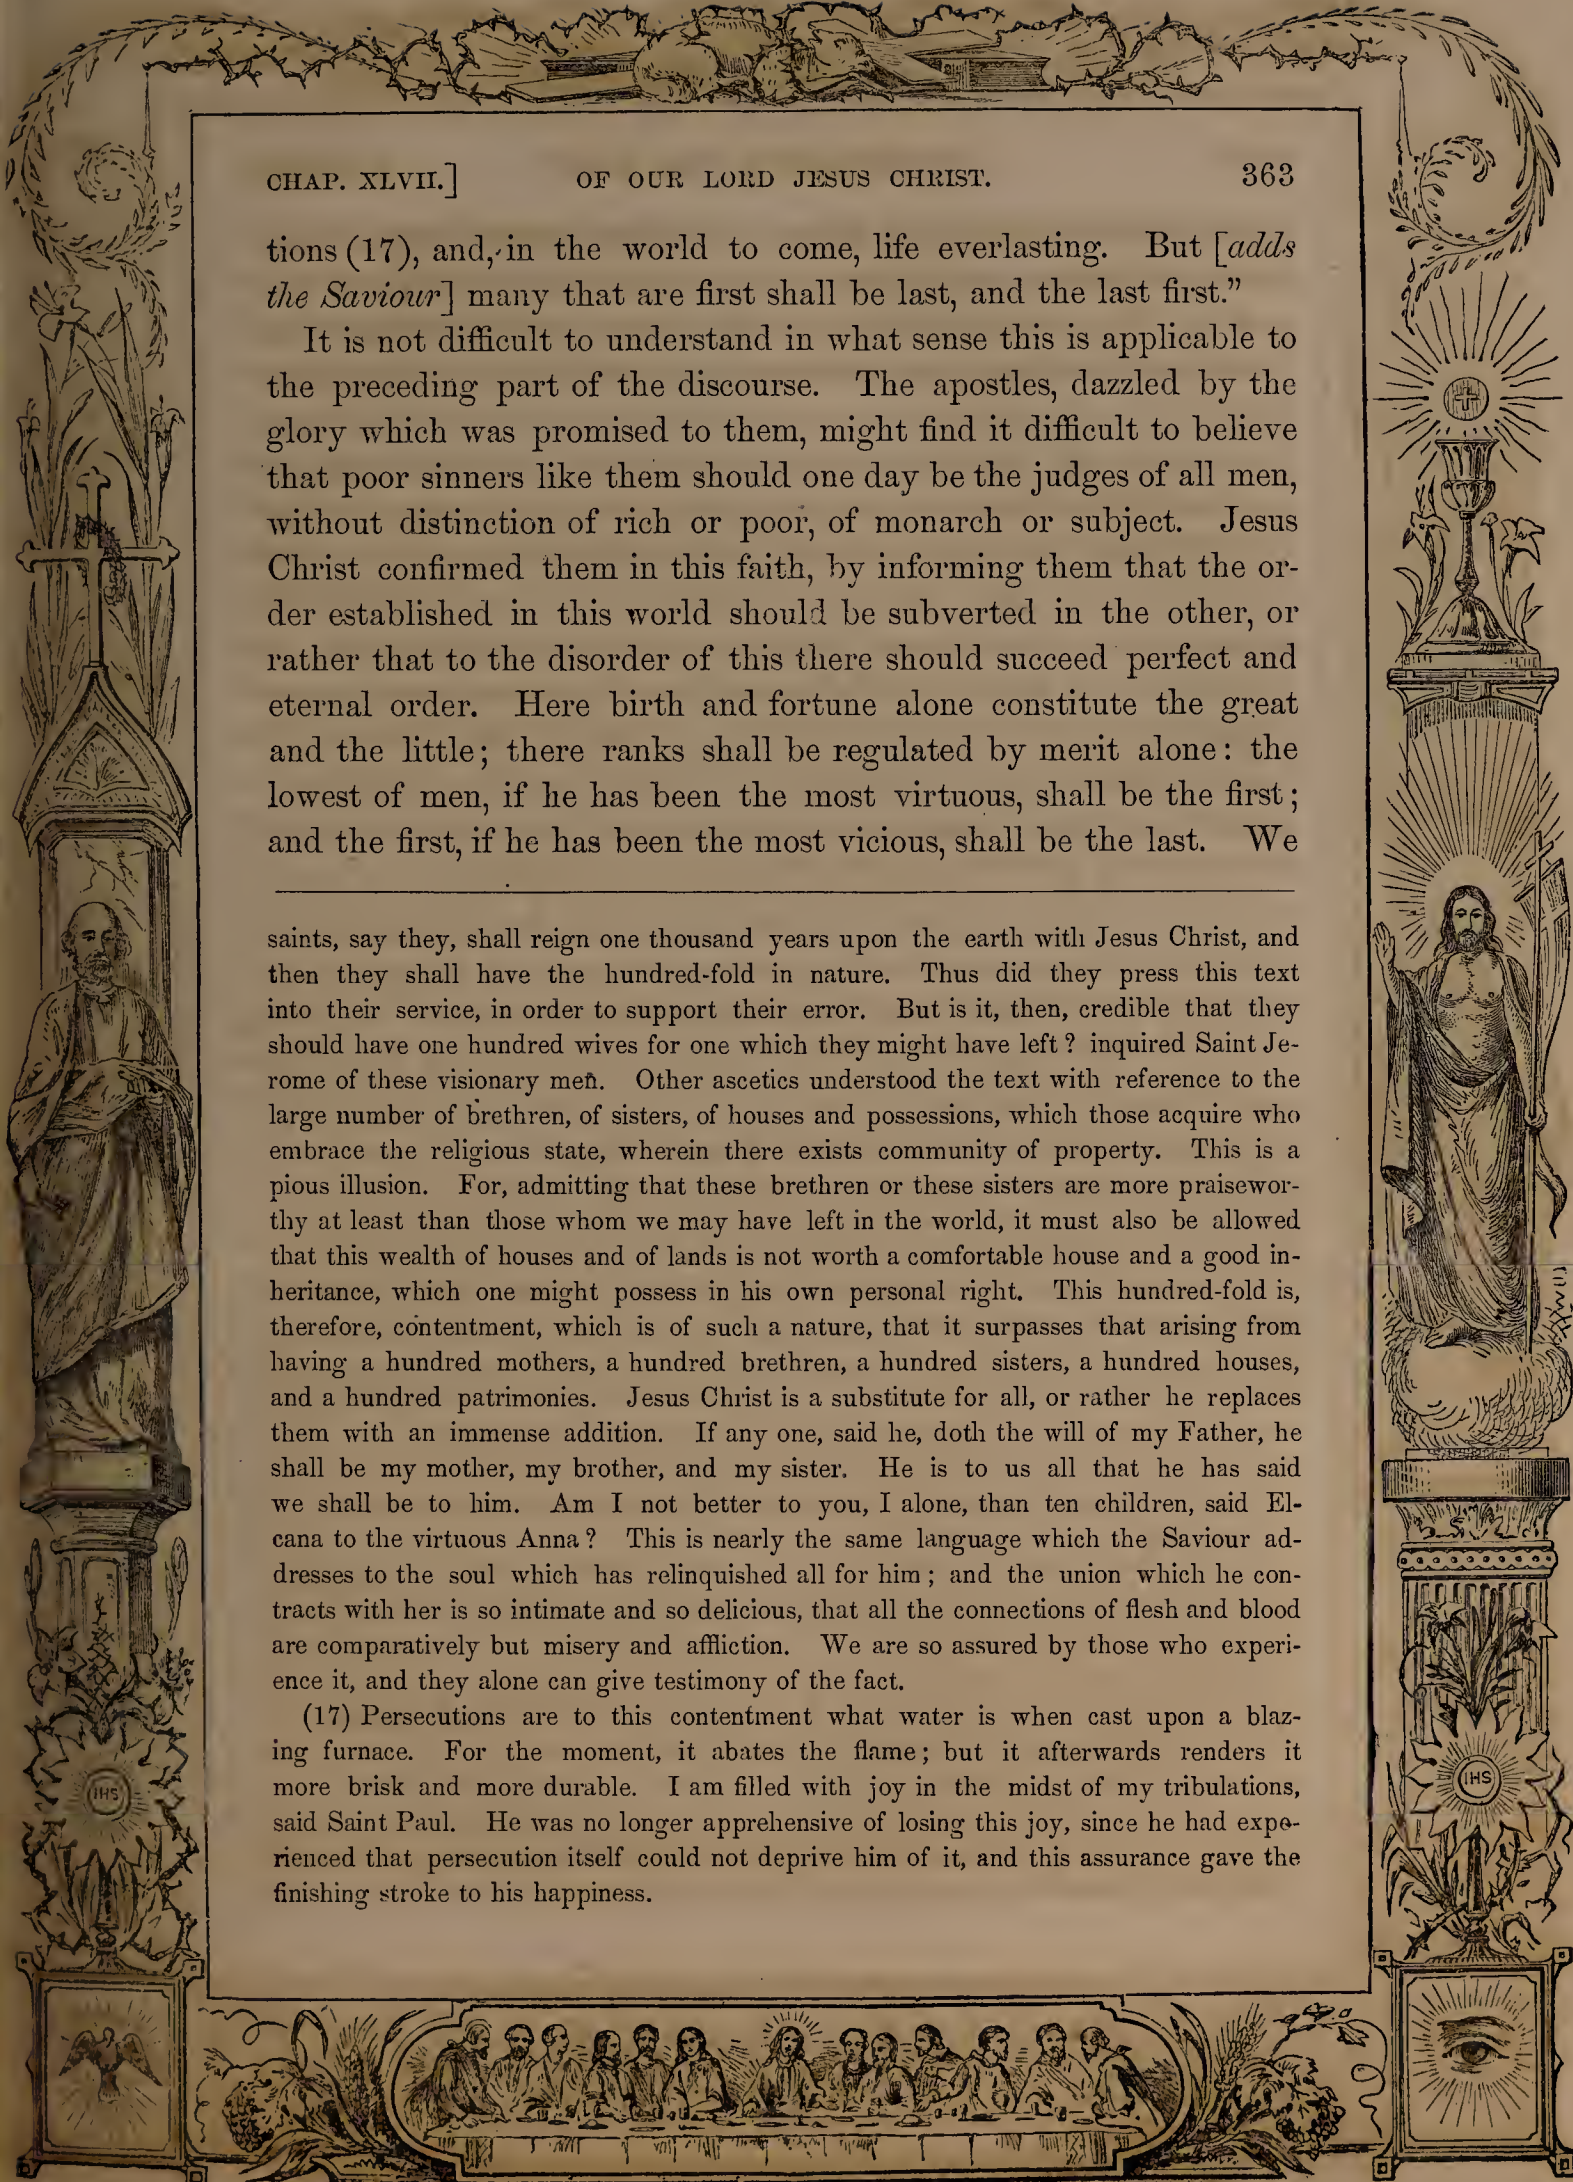 CHAP. XLVII.] OF OUR LORD JESUS CHRIST. 363
tions (17), and, in the world to come, life everlasting. But [adds
the Saviour] many that are first shall be last, and the last first.”
It is not difficult to understand in what sense this is applicable to
the preceding part of the discourse. The apostles, dazzled by the
glory which was promised to them, might find it difficult to believe
that poor sinners like them should one day be the judges of all men,
without distinction of rich or poor, of monarch or subject. Jesus
Christ confirmed them in this faith, by informing them that the or-
der established in this world should be subverted in the other, or
rather that to the disorder of this there should succeed perfect and
eternal order. Here birth and fortune alone constitute the great
and the little; there ranks shall be regulated by merit alone: the
lowest of men, if he has been the most virtuous, shall be the first;
and the first, if he has been the most vicious, shall be the last. We
saints, say they, shall reign one thousand years upon the earth with Jesus Christ, and
then they shall have the hundred-fold in nature. Thus did they press this text
into their service, in order to support their error. But is it, then, credible that they
should have one hundred wives for one which they might have left? inquired Saint Je-
rome of these visionary men. Other ascetics understood the text with reference to the
large number of brethren, of sisters, of houses and possessions, which those acquire who
embrace the religious state, wherein there exists community of property. This is a
pious illusion. For, admitting that these brethren or these sisters are more praisewor-
thy at least than those whom we may have left in the world, it must also be allowed
that this wealth of houses and of lands is not worth a comfortable house and a good in-
heritance, which one might possess in his own personal right. This hundred-fold is,
therefore, contentment, which is of such a nature, that it surpasses that arising from
having a hundred mothers, a hundred brethren, a hundred sisters, a hundred houses,
and a hundred patrimonies. Jesus Christ is a substitute for all, or rather he replaces
them with an immense addition. If any one, said he, doth the will of my Father, he
shall be my mother, my brother, and my sister. He is to us all that he has said
we shall be to him. Am I not better to you, I alone, than ten children, said El-
cana to the virtuous Anna? This is nearly the same language which the Saviour ad-
dresses to the soul which has relinquished all for him; and the union which he con-
tracts with her is so intimate and so delicious, that all the connections of flesh and blood
are comparatively but misery and affliction. We are so assured by those who experi-
ence it, and they alone can give testimony of the fact.
(17) Persecutions are to this contentment what water is when cast upon a blaz-
ing furnace. For the moment, it abates the flame; but it afterwards renders it
more brisk and more durable. I am filled with joy in the midst of my tribulations,
said Saint Paul. He was no longer apprehensive of losing this joy, since he had expe-
rienced that persecution itself could not deprive him of it, and this assurance gave the
finishing stroke to his happiness.
IHS
IHS